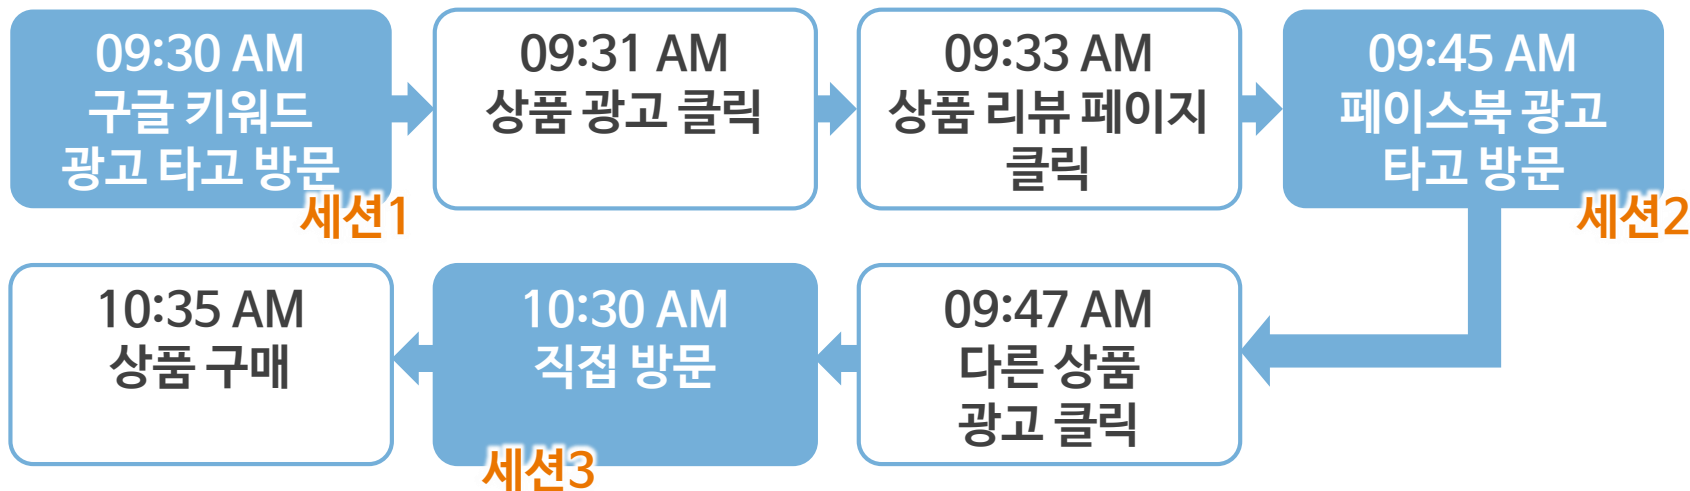 09:30 AM
구글 키워드
광고 타고 방문
세션1
09:31 AM
상품 광고 클릭
09:33 AM
상품 리뷰 페이지
클릭
09:45 AM
페이스북 광고
타고 방문
세션2
09:47 AM
다른 상품
광고 클릭
10:30 AM
직접 방문
세션3
10:35 AM
상품 구매